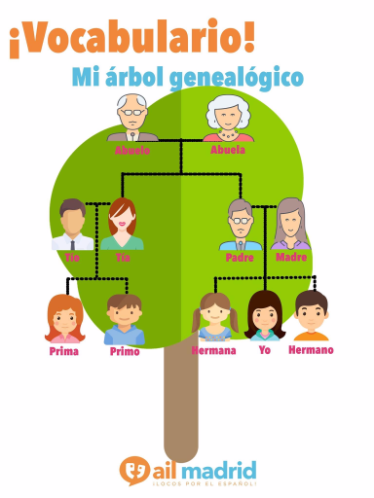 ¡Vocabulario!
Mi árbol genealógico
Abuelo Abuela
Tío Tía Padre Madre
Prima Primo Hermana Yo Hermano
ail madrid
¡LOCOS POR EL ESPAÑOL!